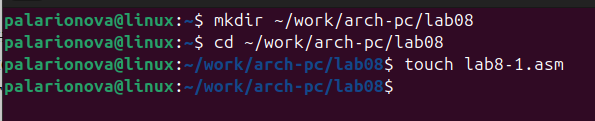 palarionova@linux:~$ mkdir ~/work/arch-pc/lab08
palarionova@linux:~$ cd ~/work/arch-pc/lab08
palarionova@linux:~/work/arch-pc/lab08$ touch lab8-1.asm
palarionova@linux:~/work/arch-pc/lab08$